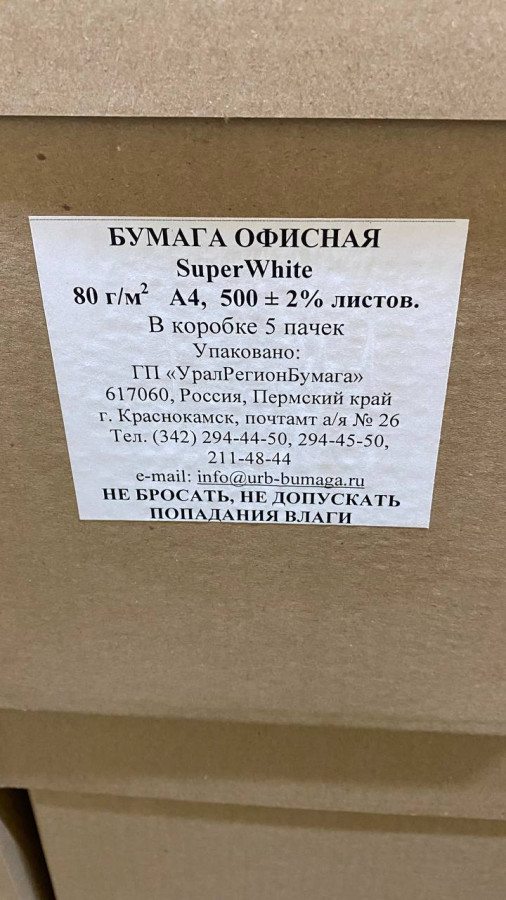 БУМАГА ОФИСНАЯ
SuperWhite
80 г/м² А4, 500 ± 2% листов.
В коробке 5 пачек
Упаковано:
ГП «УралРегионБумага»
617060, Россия, Пермский край
г. Краснокамск, почтамт а/я № 26
Тел. (342) 294-44-50, 294-45-50,
211-48-44
e-mail: info@urb-bumaga.ru
НЕ БРОСАТЬ, НЕ ДОПУСКАТЬ
ПОПАДАНИЯ ВЛАГИ